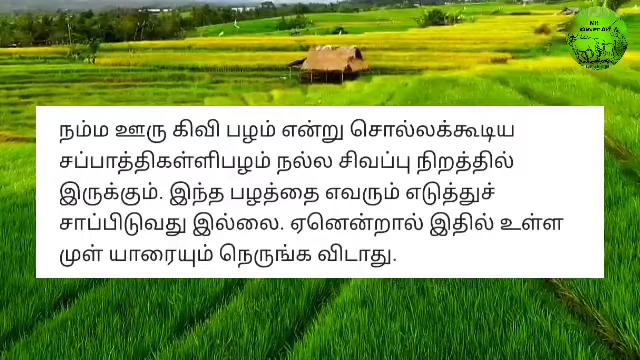 நம்ம ஊரு கிவி பழம் என்று சொல்லக்கூடிய
சப்பாத்திகள்ளிபழம் நல்ல சிவப்பு நிறத்தில்
இருக்கும். இந்த பழத்தை எவரும் எடுத்துச்
சாப்பிடுவது இல்லை. ஏனென்றால் இதில் உள்ள
முள் யாரையும் நெருங்க விடாது.